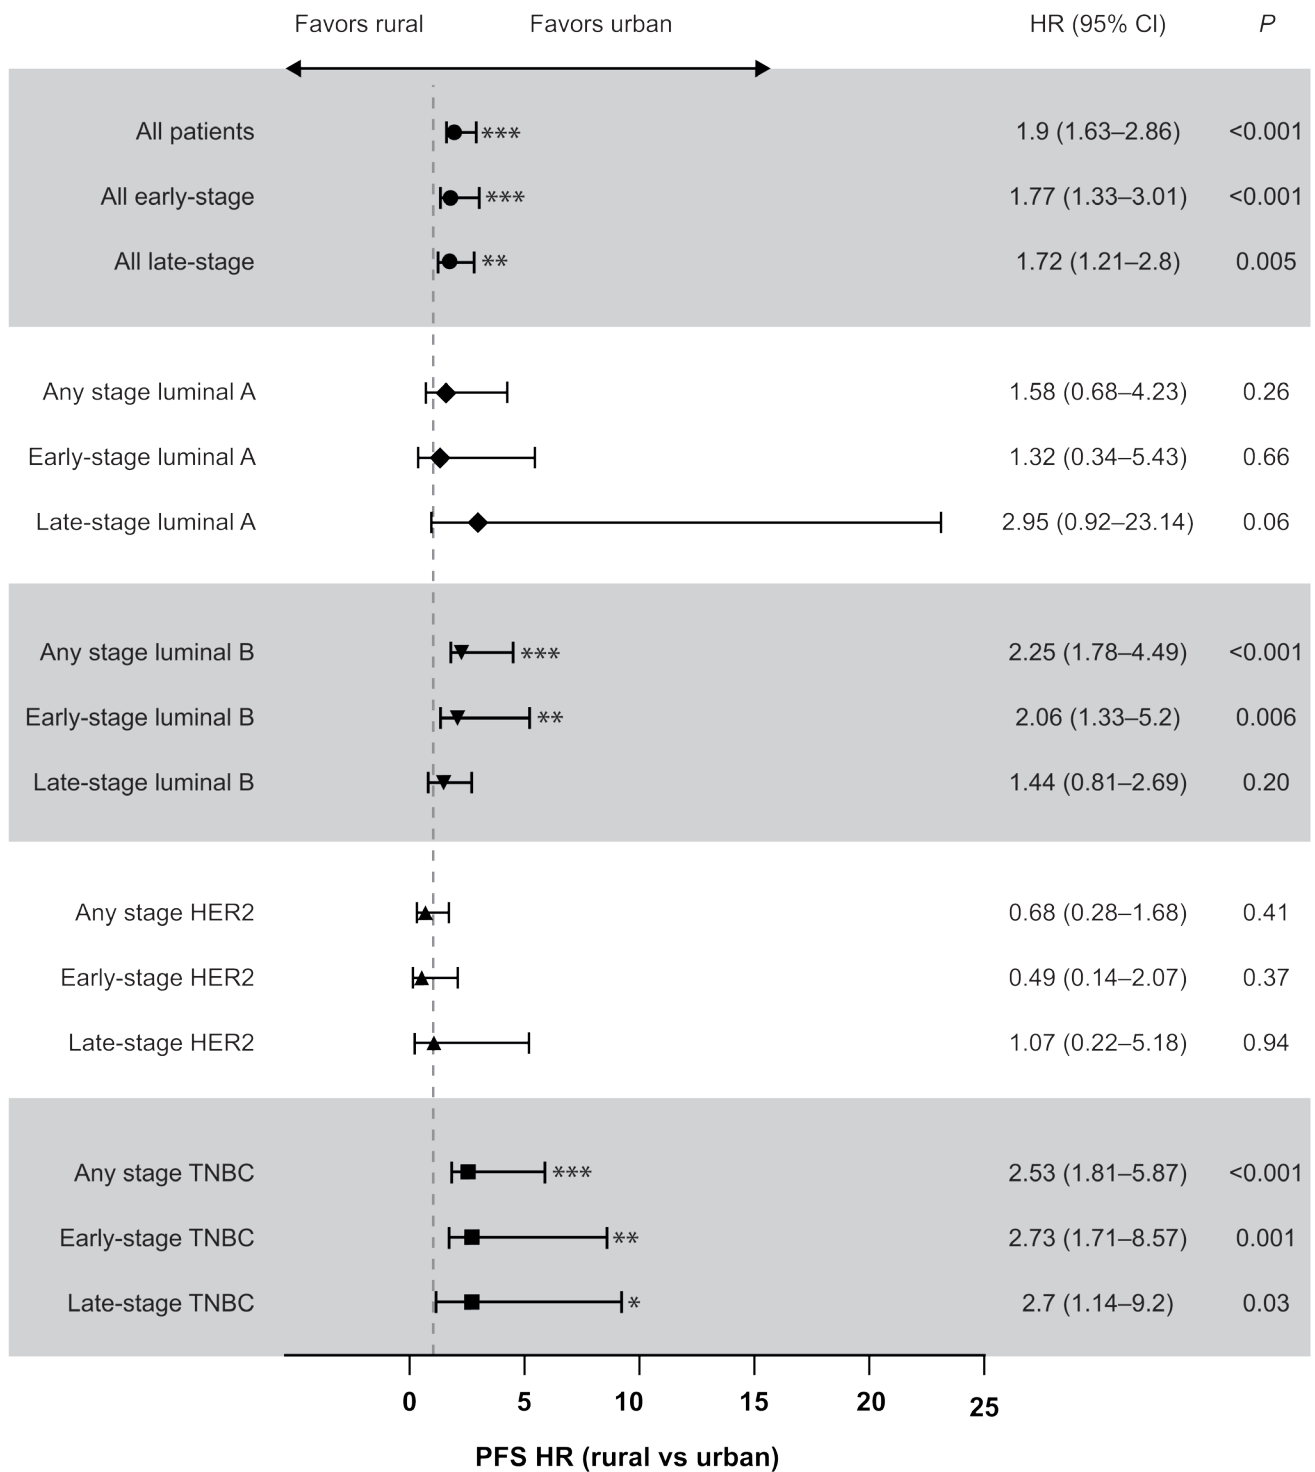 Favors rural Favors urban HR (95% CI) P
All patients *** 1.9 (1.63–2.86) <0.001
All early-stage *** 1.77 (1.33–3.01) <0.001
All late-stage ** 1.72 (1.21–2.8) 0.005
Any stage luminal A 1.58 (0.68–4.23) 0.26
Early-stage luminal A 1.32 (0.34–5.43) 0.66
Late-stage luminal A 2.95 (0.92–23.14) 0.06
Any stage luminal B *** 2.25 (1.78–4.49) <0.001
Early-stage luminal B ** 2.06 (1.33–5.2) 0.006
Late-stage luminal B 1.44 (0.81–2.69) 0.20
Any stage HER2 0.68 (0.28–1.68) 0.41
Early-stage HER2 0.49 (0.14–2.07) 0.37
Late-stage HER2 1.07 (0.22–5.18) 0.94
Any stage TNBC *** 2.53 (1.81–5.87) <0.001
Early-stage TNBC ** 2.73 (1.71–8.57) 0.001
Late-stage TNBC * 2.7 (1.14–9.2) 0.03
0 5 10 15 20 25
PFS HR (rural vs urban)